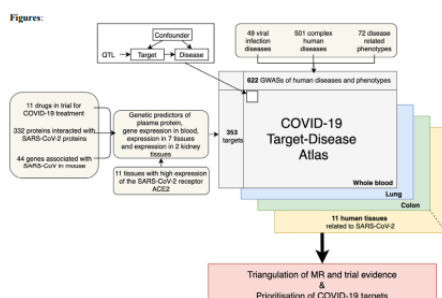 Figures:
Confounder
QTL
Target
Disease
49 viral
infection
diseases
501 complex
human
diseases
72 disease
related
phenotypes
622 GWASs of human diseases and phenotypes
11 drugs in trial for
COVID-19 treatment
332 proteins interacted with
SARS-CoV-2 proteins
44 genes associated with
SARS-CoV in mouse
Genetic predictors of
plasma protein,
gene expression in blood,
expression in 7 tissues
and expression in 2 kidney
tissues
11 tissues with high expression
of the SARS-CoV-2 receptor
ACE2
353
targets
COVID-19
Target-Disease
Atlas
Whole blood
Lung
Colon
11 human tissues
related to SARS-CoV-2
Triangulation of MR and trial evidence
&
Prioritisation of COVID-19 targets